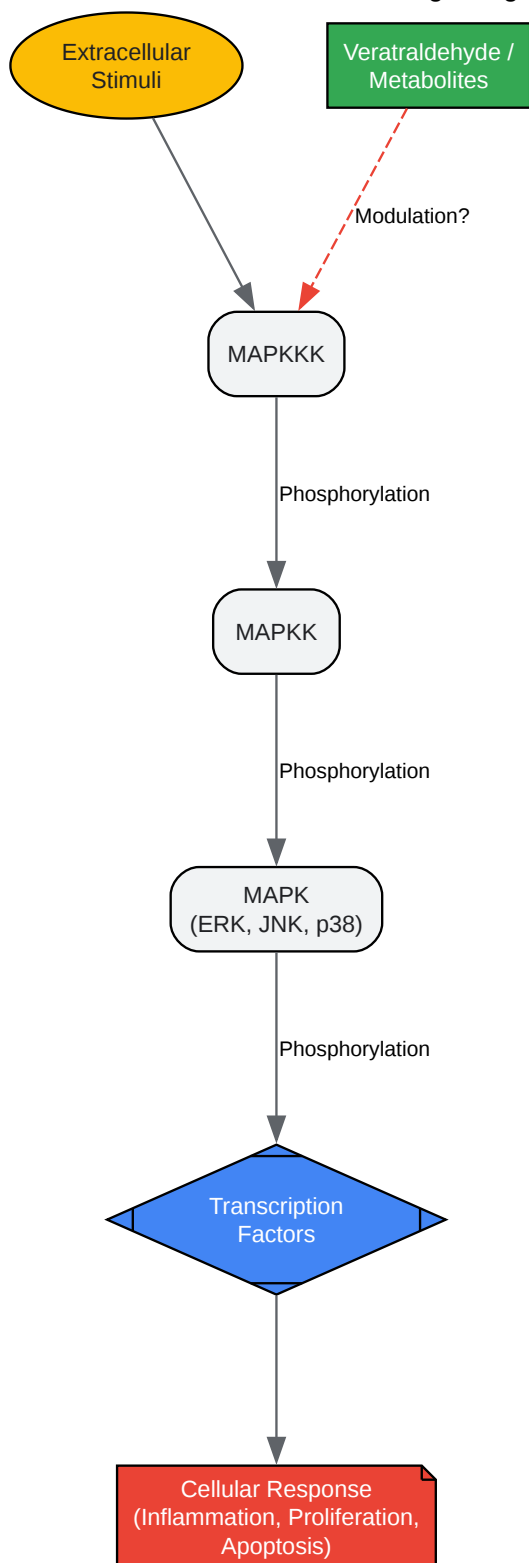 Extracellular
Stimuli
Veratraldehyde /
Metabolites
Modulation?
MAPKKK
Phosphorylation
MAPKK
Phosphorylation
MAPK
(ERK, JNK, p38)
Phosphorylation
Transcription
Factors
Cellular Response
(Inflammation, Proliferation,
Apoptosis)